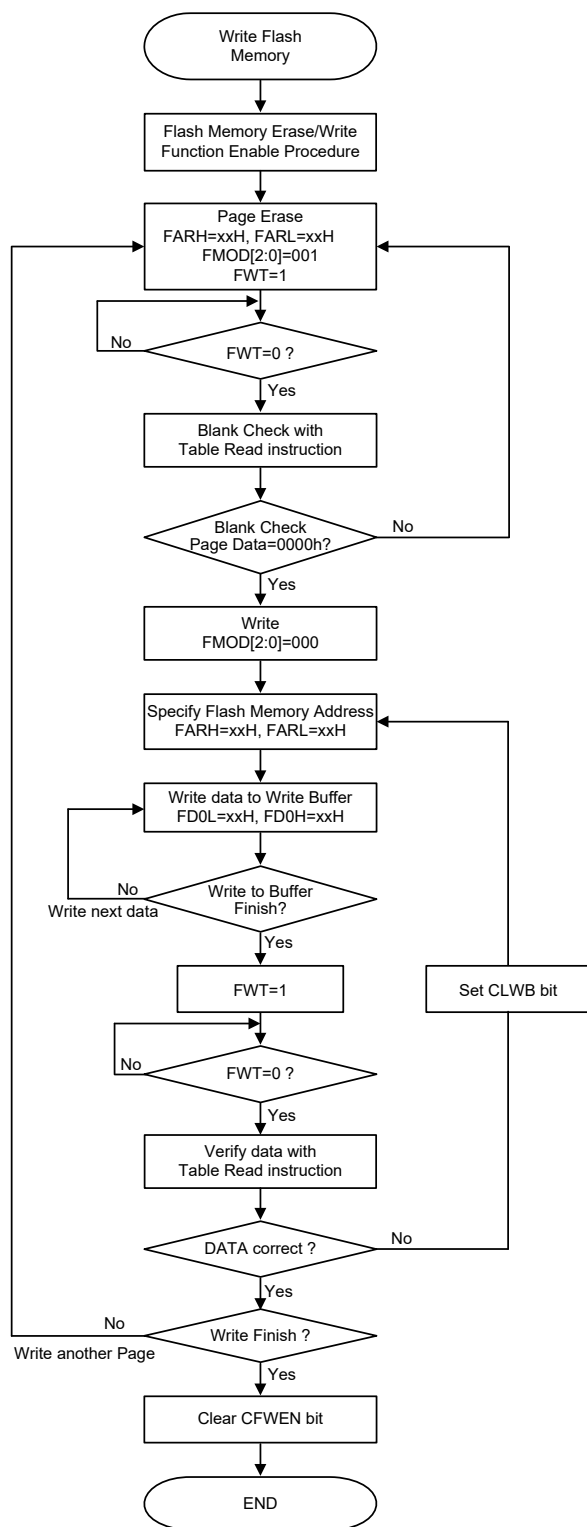 Write Flash
Memory
Flash Memory Erase/Write
Function Enable Procedure
Page Erase
FARH=xxH, FARL=xxH
FMOD[2:0]=001
FWT=1
No
FWT=0 ?
Yes
Blank Check with
Table Read instruction
Blank Check
Page Data=0000h?
No
Yes
Write
FMOD[2:0]=000
Specify Flash Memory Address
FARH=xxH, FARL=xxH
Write data to Write Buffer
FD0L=xxH, FD0H=xxH
No
Write next data
Write to Buffer
Finish?
Yes
FWT=1
Set CLWB bit
No
FWT=0 ?
Yes
Verify data with
Table Read instruction
DATA correct ?
No
Yes
No
Write another Page
Write Finish ?
Yes
Clear CFWEN bit
END